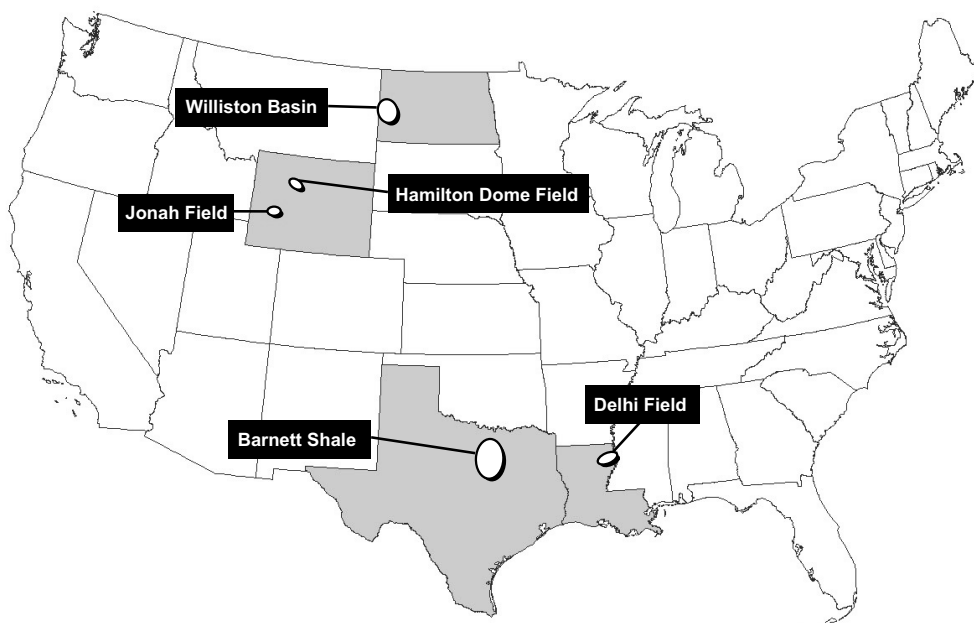 Williston Basin
Hamilton Dome Field
Jonah Field
Delhi Field
Barnett Shale